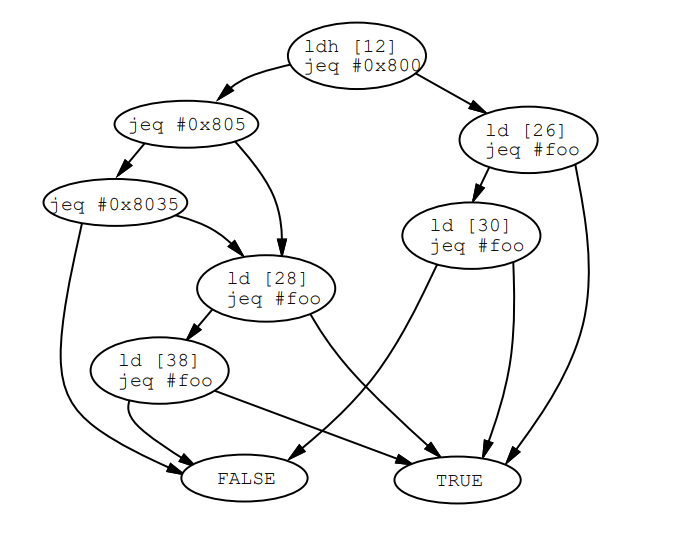 ldh [12]
jeq #0x800
jeq #0x805
ld [26]
jeq #foo
jeq #0x8035
ld [30]
jeq #foo
ld [28]
jeq #foo
ld [38]
jeq #foo
FALSE
TRUE